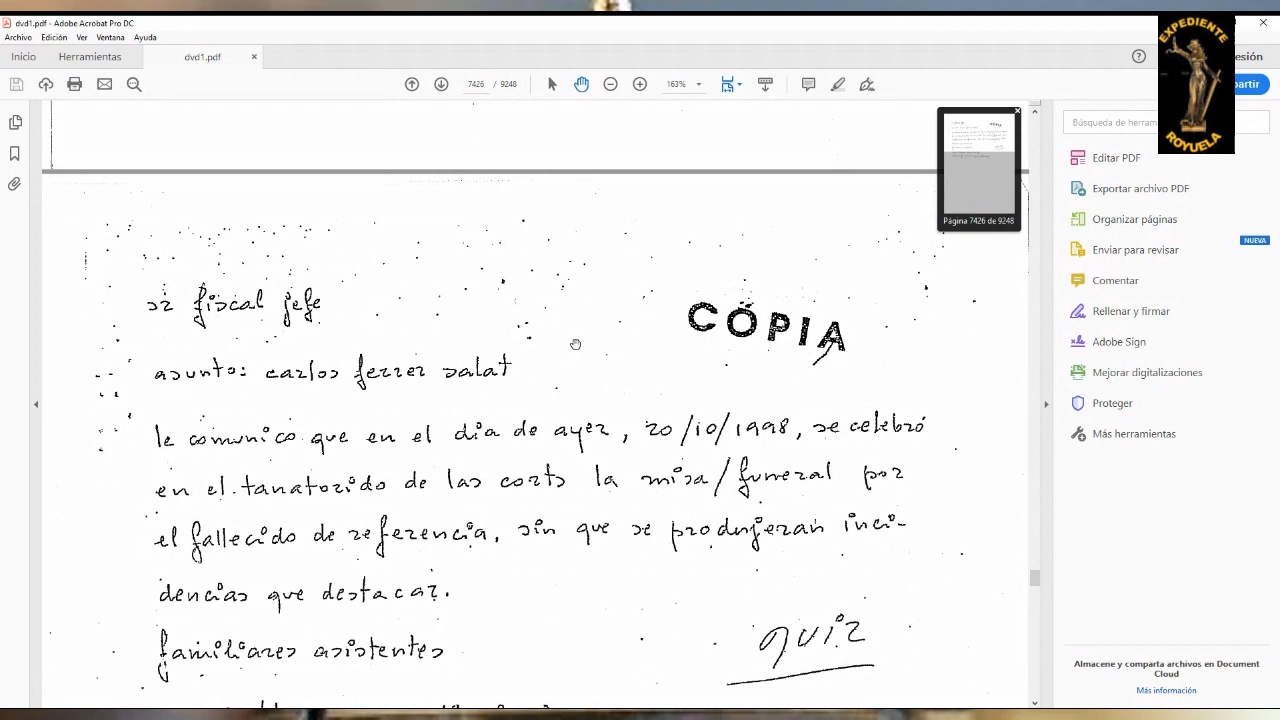 dvd1.pdf - Adobe Acrobat Pro DC
Archivo Edición Ver Ventana Ayuda
Inicio Herramientas dvd1.pdf ×
7426 / 9248 163%
EXPEDIENTE
ROYUELA
esión
partir
Búsqueda de herram
Editar PDF
Exportar archivo PDF
Organizar páginas
Enviar para revisar
NUEVA
Comentar
Rellenar y firmar
Adobe Sign
Mejorar digitalizaciones
Proteger
Más herramientas
Almacene y comparta archivos en Document
Cloud
Más información
Página 7426 de 9248
sr fiscal jefe
COPIA
asunto: carlos ferrer salat
le comunico que en el dia de ayer, 20/10/1998, se celebró
en el tanatorido de las corts la misa/funeral por
el fallecido de referencia, sin que se produjeran inci-
dencias que destacar.
familiares asistentes